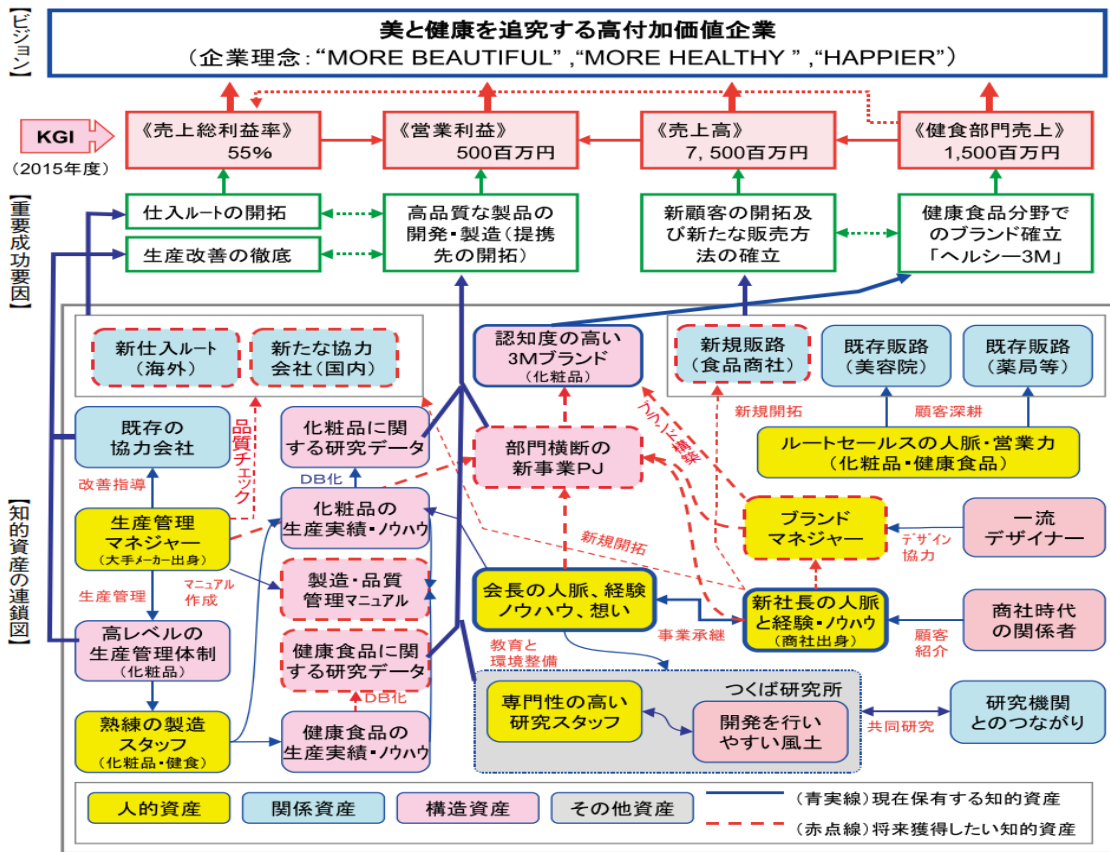 【ビジョン】
美と健康を追究する高付加価値企業
（企業理念：“MORE BEAUTIFUL” ,“MORE HEALTHY ” ,“HAPPIER”）
KGI
（2015年度）
《売上総利益率》
55%
《営業利益》
500百万円
《売上高》
7, 500百万円
《健食部門売上》
1,500百万円
【重要成功要因】
仕入ルートの開拓
生産改善の徹底
高品質な製品の
開発・製造（提携
先の開拓）
新顧客の開拓及
び新たな販売方
法の確立
健康食品分野で
のブランド確立
「ヘルシー3M」
【知的資産の連鎖図】
新仕入ルート
（海外）
新たな協力
会社（国内）
認知度の高い
3Mブランド
（化粧品）
新規販路
（食品商社）
既存販路
（美容院）
既存販路
（薬局等）
既存の
協力会社
品質チェック
化粧品に関
する研究データ
部門横断の
新事業PJ
ブランド構築
新規開拓
顧客深耕
ルートセールスの人脈・営業力
（化粧品・健康食品）
改善指導
DB化
生産管理
マネジャー
（大手メーカー出身）
化粧品の
生産実績・ノウハウ
新規開拓
ブランド
マネジャー
デザイン
協力
一流
デザイナー
生産管理
マニュアル
作成
製造・品質
管理マニュアル
会長の人脈、経験
ノウハウ、想い
事業承継
新社長の人脈
と経験・ノウハウ
（商社出身）
顧客
紹介
商社時代
の関係者
高レベルの
生産管理体制
（化粧品）
健康食品に関
する研究データ
教育と
環境整備
DB化
熟練の製造
スタッフ
（化粧品・健食）
健康食品の
生産実績・ノウハウ
つくば研究所
専門性の高い
研究スタッフ
開発を行い
やすい風土
共同研究
研究機関
とのつながり
人的資産
関係資産
構造資産
その他資産
（青実線）現在保有する知的資産
（赤点線）将来獲得したい知的資産